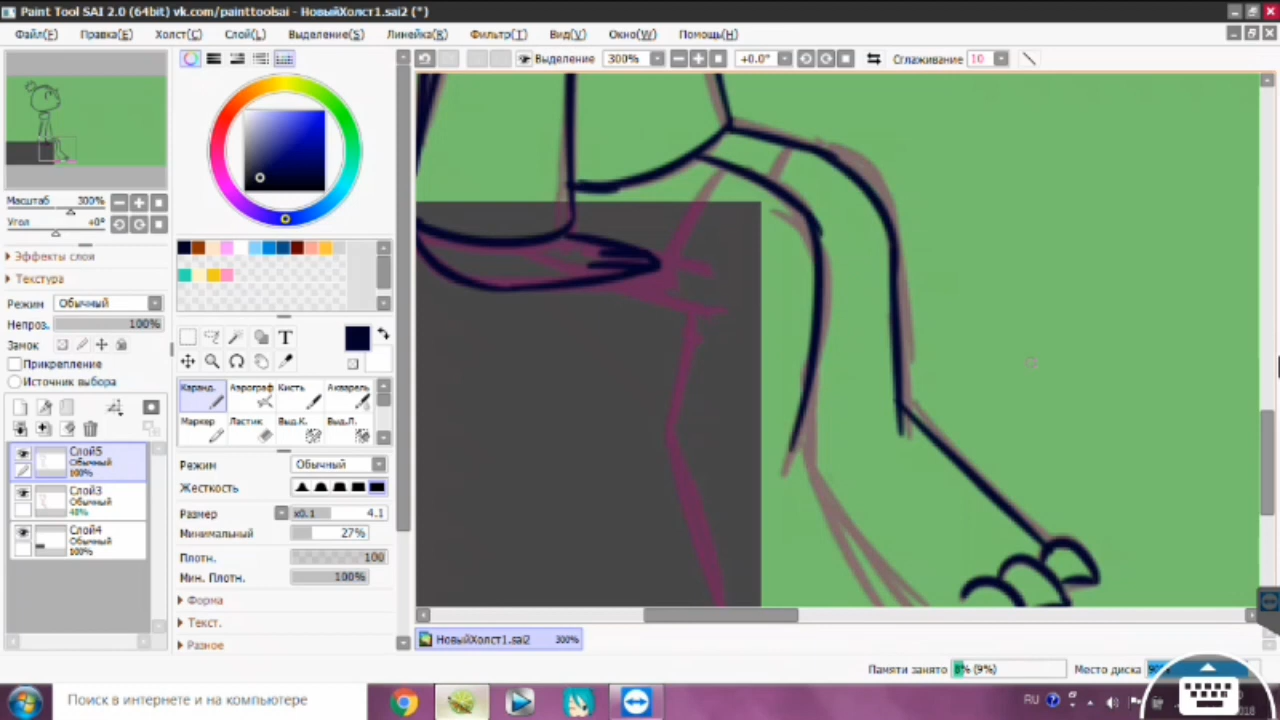 Paint Tool SAI 2.0 (64bit) vk.com/painttoolsai - НовыйХолст1.sai2 (*)
Файл(F) Правка(E) Холст(C) Слой(L) Выделение(S) Линейка(R) Фильтр(T) Вид(V) Окно(W) Помощь(H)
Выделение 300% +0.0° Сглаживание 10
Масштаб 300%
Угол +0°
Эффекты слоя
Текстура
Режим Обычный
Непроз. 100%
Замок
Прикрепление
Источник выбора
Слой5
Обычный
100%
Слой3
Обычный
48%
Слой4
Обычный
100%
T
Каранд. Аэрограф Кисть Акварель
Маркер Ластик Выд.К. Выд.Л.
Режим Обычный
Жесткость
Размер x0.1 4.1
Минимальный 27%
Плотн. 100
Мин. Плотн. 100%
Форма
Текст.
Разное
НовыйХолст1.sai2 300%
Памяти занято 8% (9%) Место диска
Поиск в интернете и на компьютере
RU